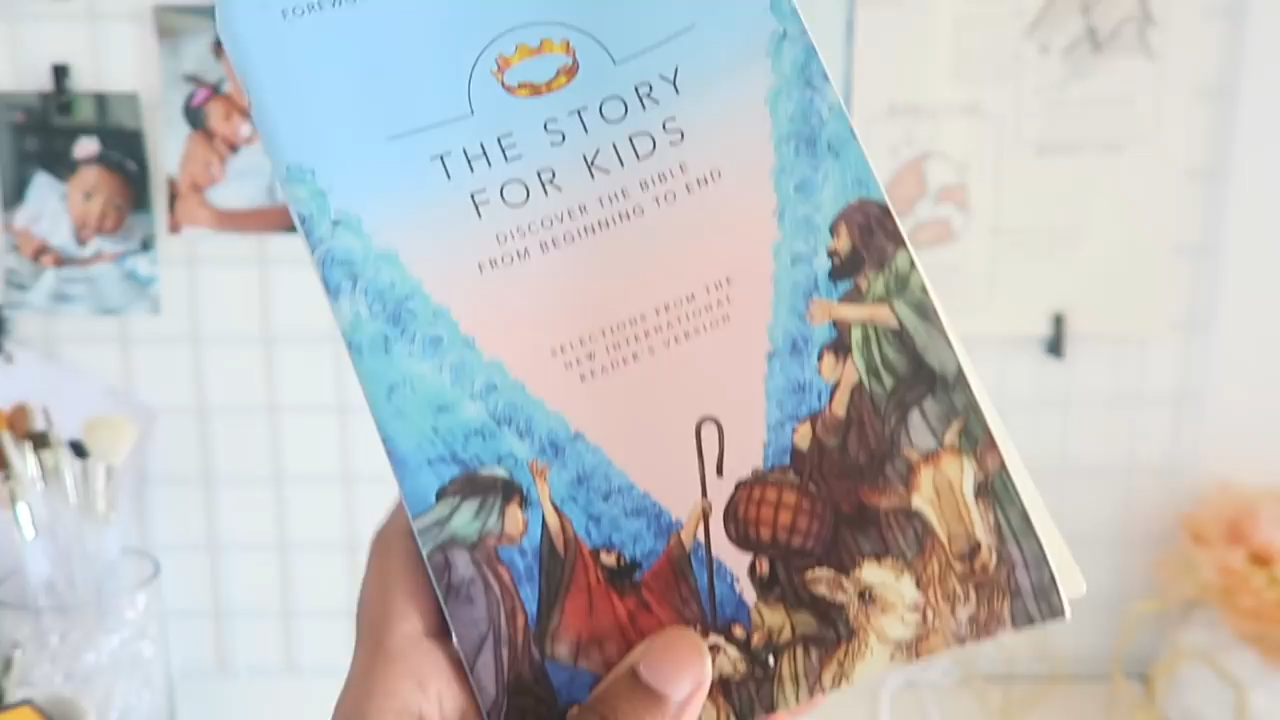 THE STORY
FOR KIDS
DISCOVER THE BIBLE
FROM BEGINNING TO END
SELECTIONS FROM THE
NEW INTERNATIONAL
READER'S VERSION